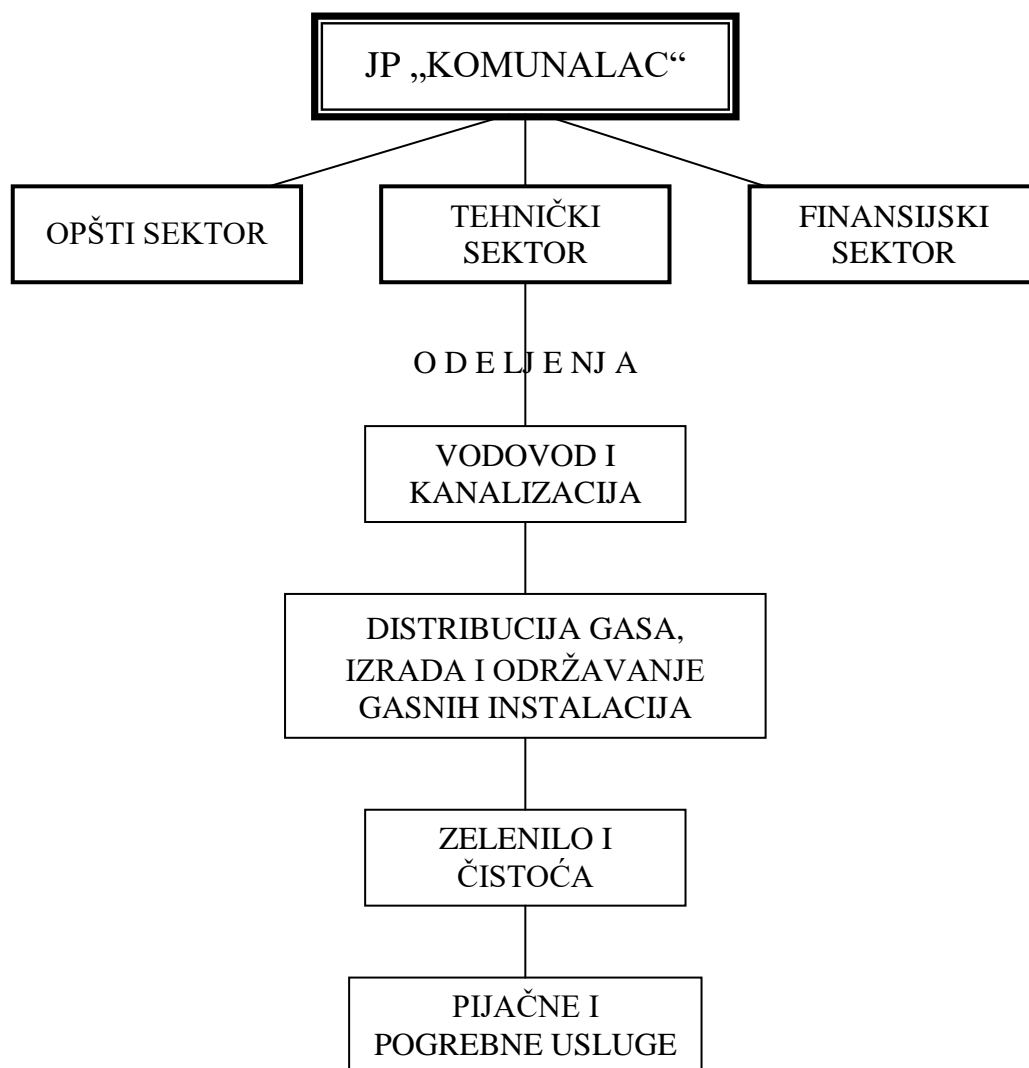 JP „KOMUNALAC“
OPŠTI SEKTOR
TEHNIČKI
SEKTOR
FINANSIJSKI
SEKTOR
O D E LJ E NJ A
VODOVOD I
KANALIZACIJA
DISTRIBUCIJA GASA,
IZRADA I ODRŽAVANJE
GASNIH INSTALACIJA
ZELENILO I
ČISTOĆA
PIJAČNE I
POGREBNE USLUGE